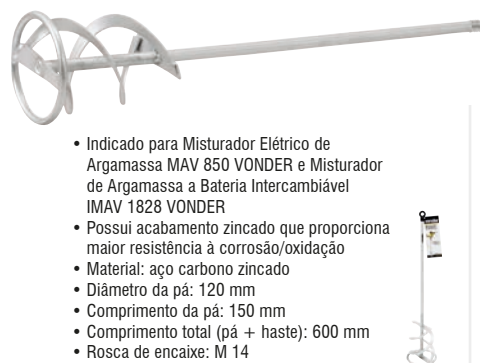 • Indicado para Misturador Elétrico de
Argamassa MAV 850 VONDER e Misturador
de Argamassa a Bateria Intercambiável
IMAV 1828 VONDER
• Possui acabamento zincado que proporciona
maior resistência à corrosão/oxidação
• Material: aço carbono zincado
• Diâmetro da pá: 120 mm
• Comprimento da pá: 150 mm
• Comprimento total (pá + haste): 600 mm
• Rosca de encaixe: M 14